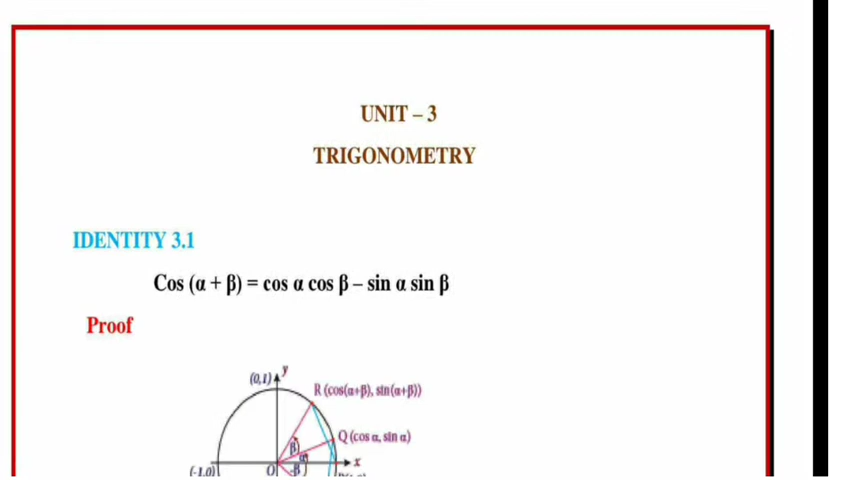 UNIT – 3
TRIGONOMETRY
IDENTITY 3.1
Cos (α + β) = cos α cos β – sin α sin β
Proof
(0,1) y
R (cos(α+β), sin(α+β))
Q (cos α, sin α)
β
α
(-1,0) O -β x